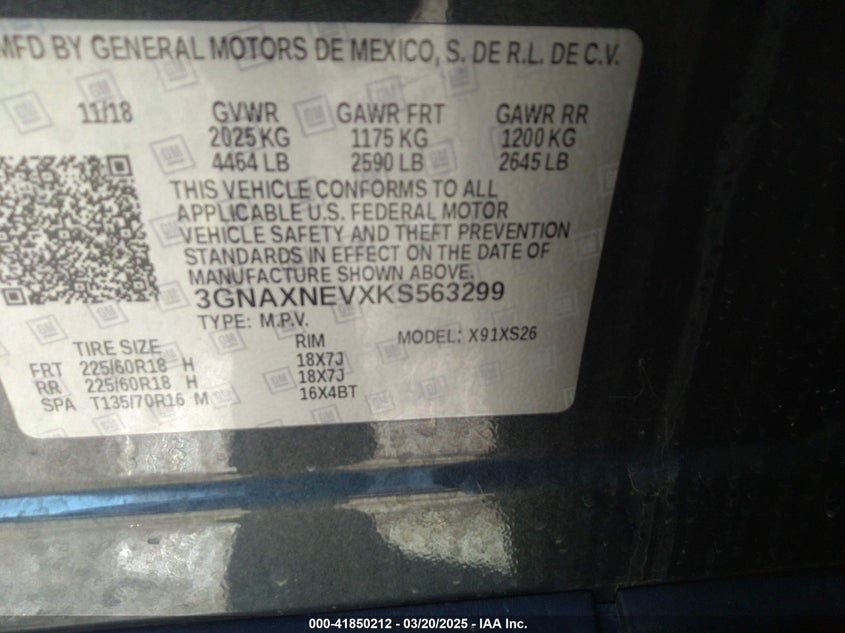 MFD BY GENERAL MOTORS DE MEXICO, S. DE R.L. DE C.V.
11/18 GVWR GAWR FRT GAWR RR
2025 KG 1175 KG 1200 KG
4464 LB 2590 LB 2645 LB
THIS VEHICLE CONFORMS TO ALL
APPLICABLE U.S. FEDERAL MOTOR
VEHICLE SAFETY AND THEFT PREVENTION
STANDARDS IN EFFECT ON THE DATE OF
MANUFACTURE SHOWN ABOVE.
3GNAXNEVXKS563299
TYPE: M.P.V. MODEL: X91XS26
TIRE SIZE RIM
FRT 225/60R18 H 18X7J
RR 225/60R18 H 18X7J
SPA T135/70R16 M 16X4BT
000-41850212 - 03/20/2025 - IAA Inc.